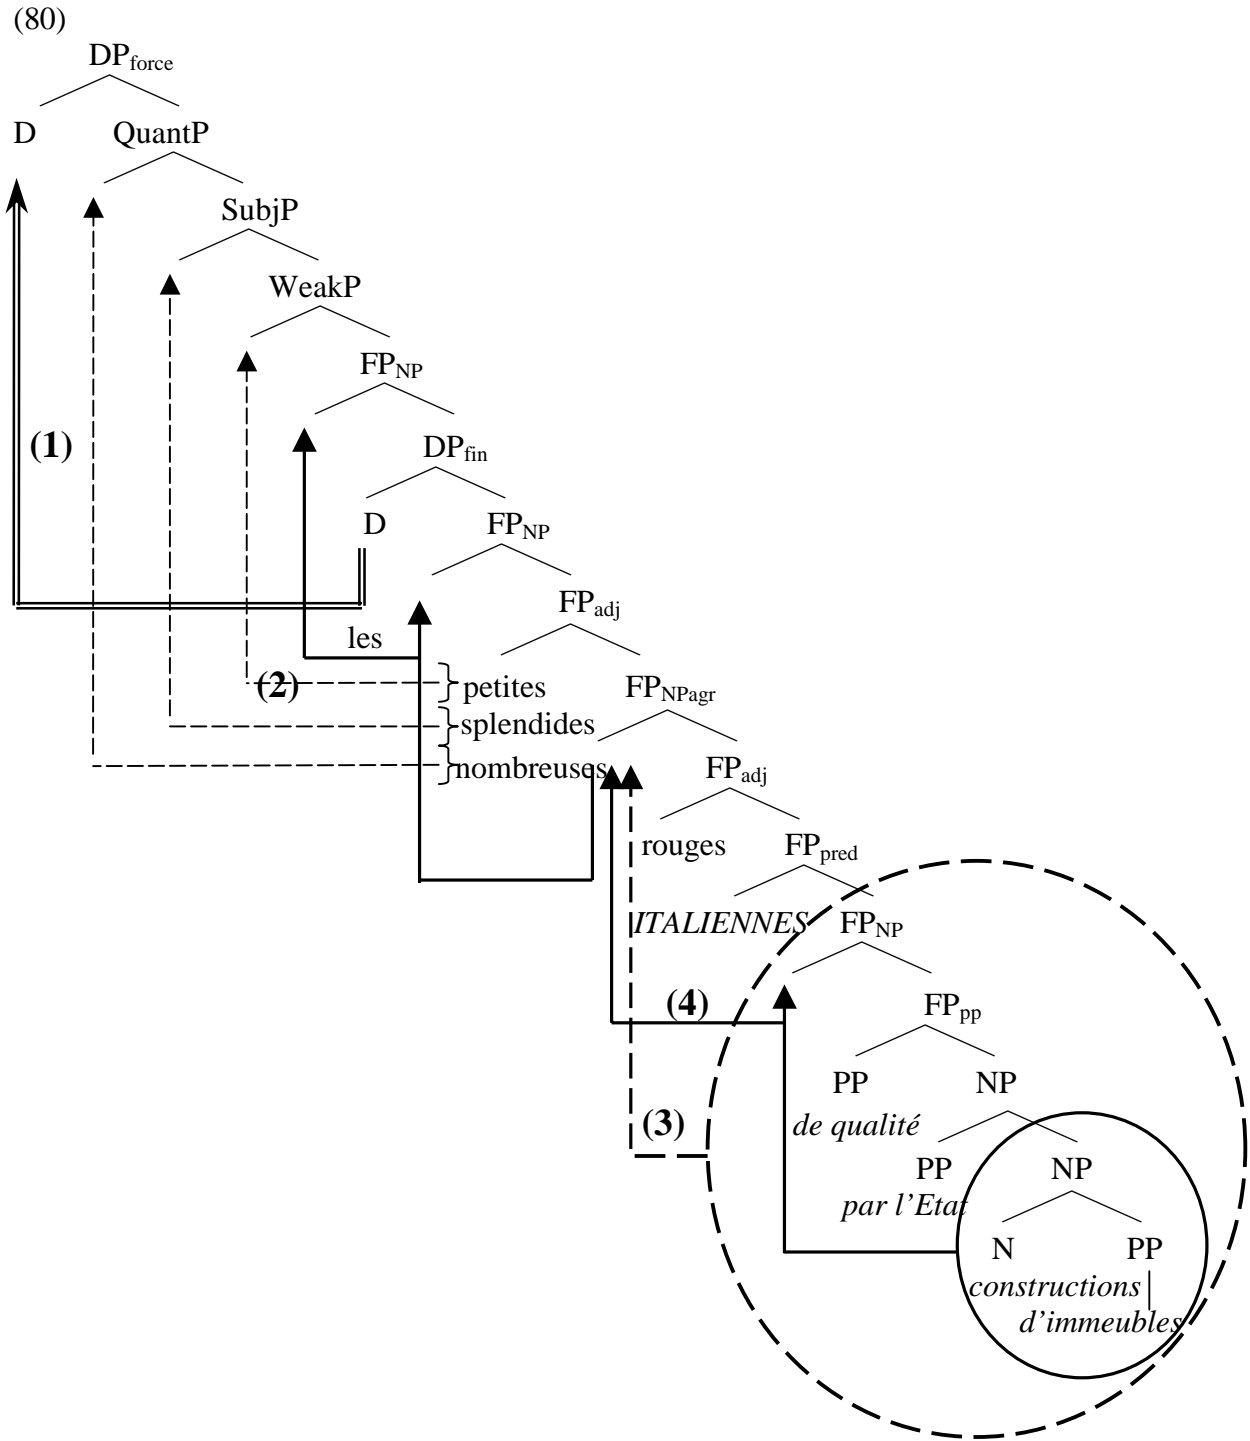 (80)
DPforce
D QuantP
SubjP
WeakP
FPNP
(1) DPfin
D FPNP
FPadj
les
(2) petites FPNPagr
splendides
nombreuses FPadj
rouges FPpred
ITALIENNES FPNP
(4) FPpp
PP NP
(3) de qualité
PP NP
par l’Etat
N PP
constructions
d’immeubles